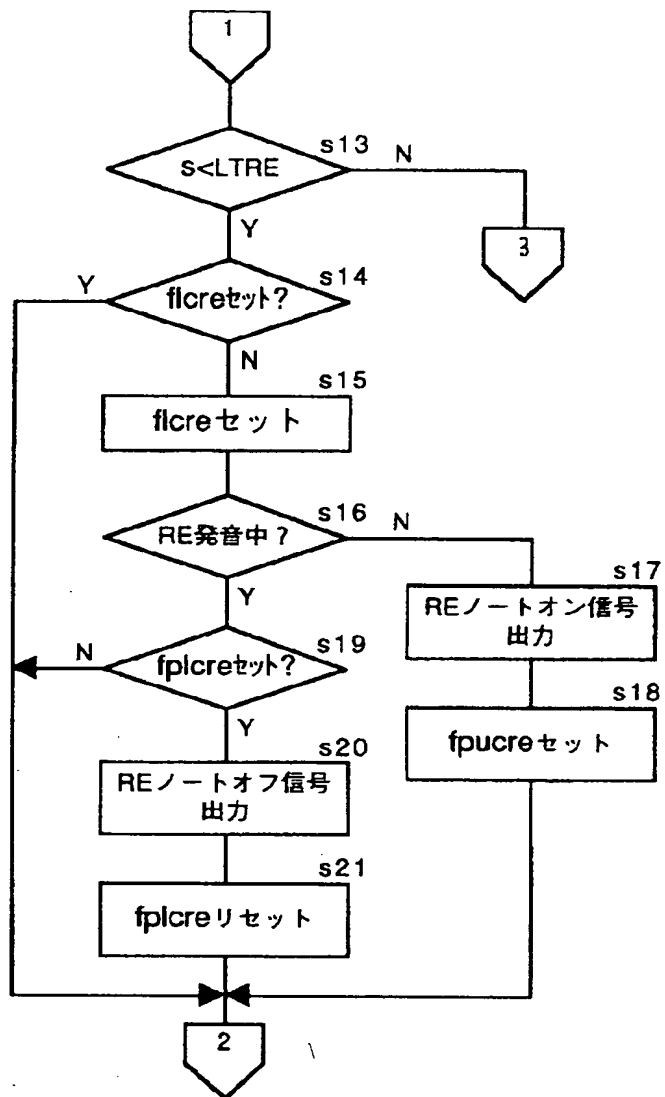 1
s13
s<LTRE
N
Y
3
s14
Y
flcreセット?
N
s15
flcreセット
s16
RE発音中?
N
Y
s17
REノートオン信号
出力
s19
N
fplcreセット?
Y
s18
fpucreセット
s20
REノートオフ信号
出力
s21
fplcreリセット
2